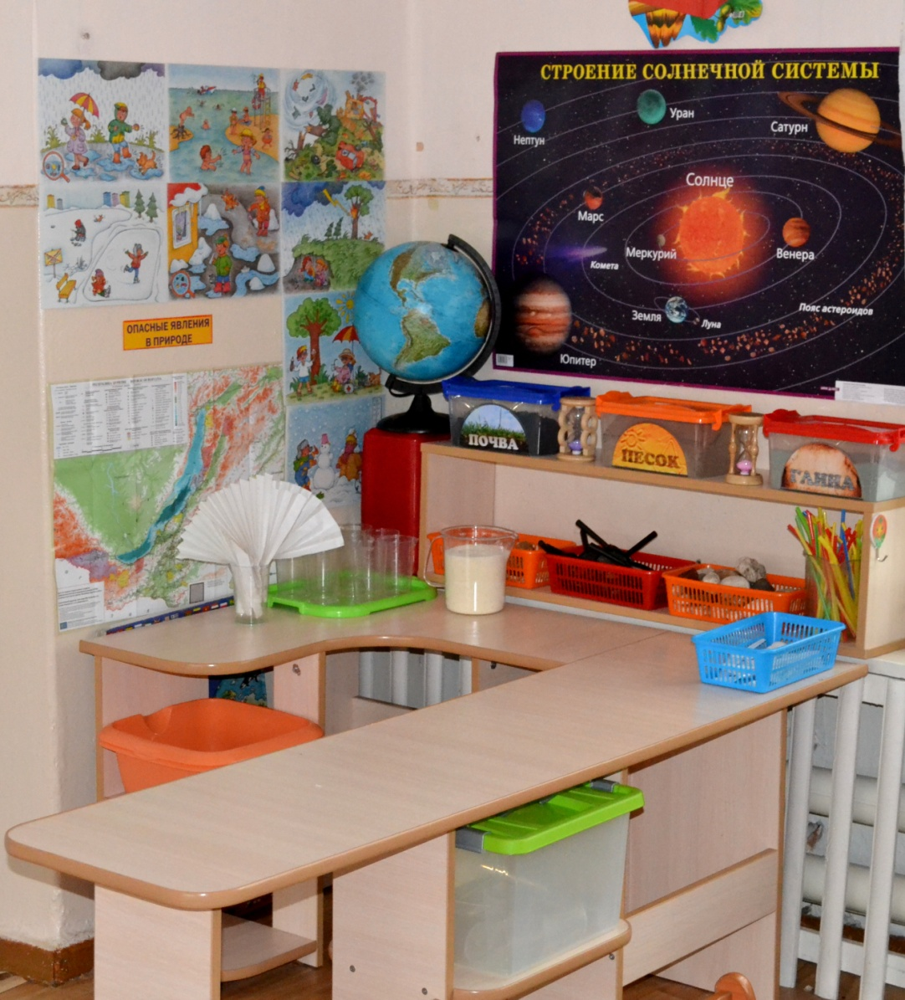 СТРОЕНИЕ СОЛНЕЧНОЙ СИСТЕМЫ
Нептун
Уран
Сатурн
Солнце
Марс
Меркурий
Венера
Комета
Земля
Луна
Пояс астероидов
Юпитер
ОПАСНЫЕ ЯВЛЕНИЯ
В ПРИРОДЕ
ПОЧВА
ПЕСОК
ГЛИНА